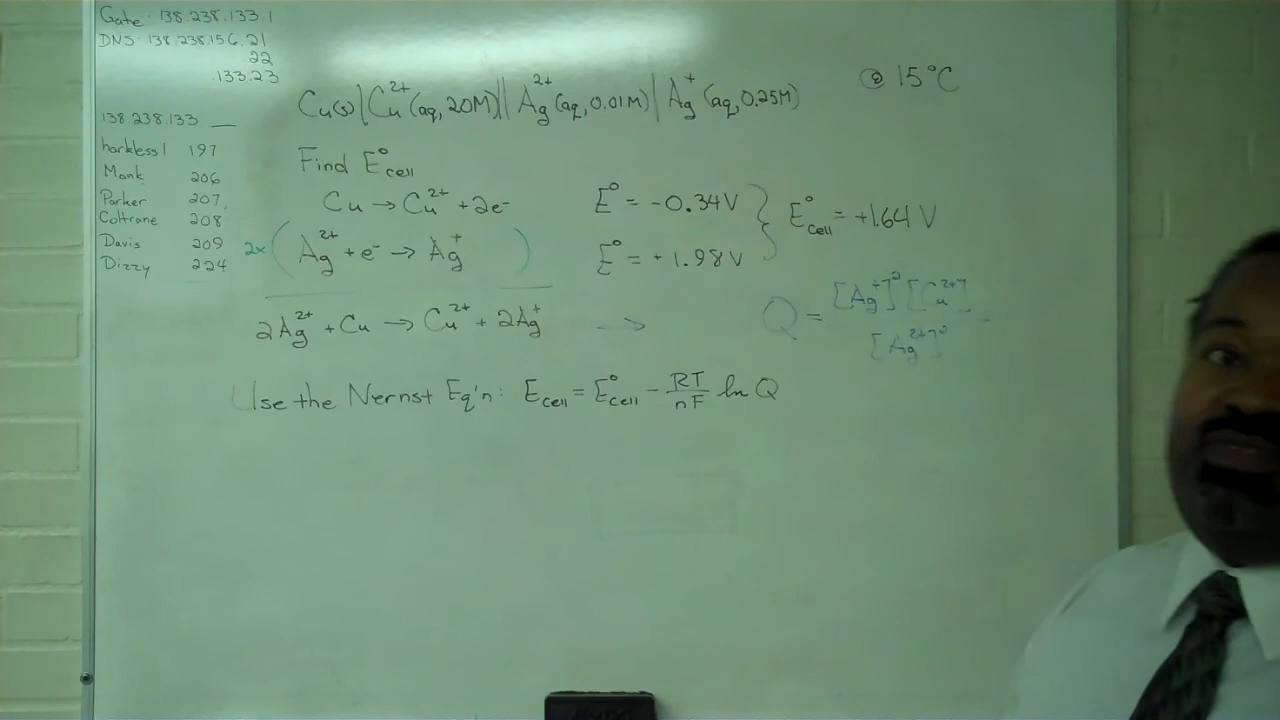 Gate: 138.238.133.1
DNS: 138.238.156.21
22
.133.23
138.238.133 __
harkless1 197
Monk 206
Parker 207
Coltrane 208
Davis 209
Dizzy 224
Cu(s)|Cu²⁺(aq, 2.0M)||Ag²⁺(aq, 0.01M)|Ag⁺(aq, 0.25M) @ 15°C
Find E°cell
Cu → Cu²⁺ + 2e⁻ E° = -0.34V
2x (Ag²⁺ + e⁻ → Ag⁺) E° = +1.98V } E°cell = +1.64 V
2Ag²⁺ + Cu → Cu²⁺ + 2Ag⁺ → Q = [Ag⁺]² [Cu²⁺] / [Ag²⁺]²
Use the Nernst Eq'n: Ecell = E°cell - RT/nF ln Q